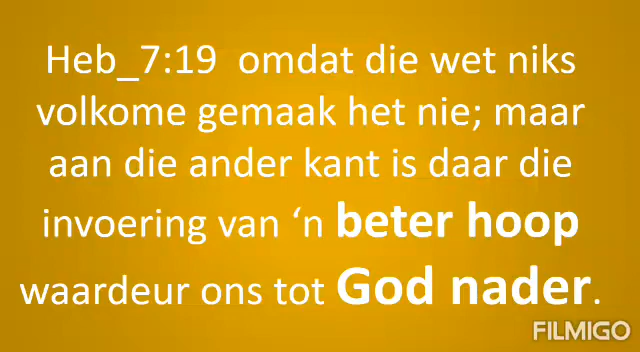 Heb_7:19  omdat die wet niks
volkome gemaak het nie; maar
aan die ander kant is daar die
invoering van ‘n beter hoop
waardeur ons tot God nader.
FILMIGO